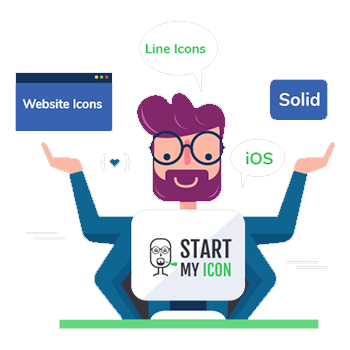 Line Icons
Website Icons
Solid
iOS
START
MY ICON